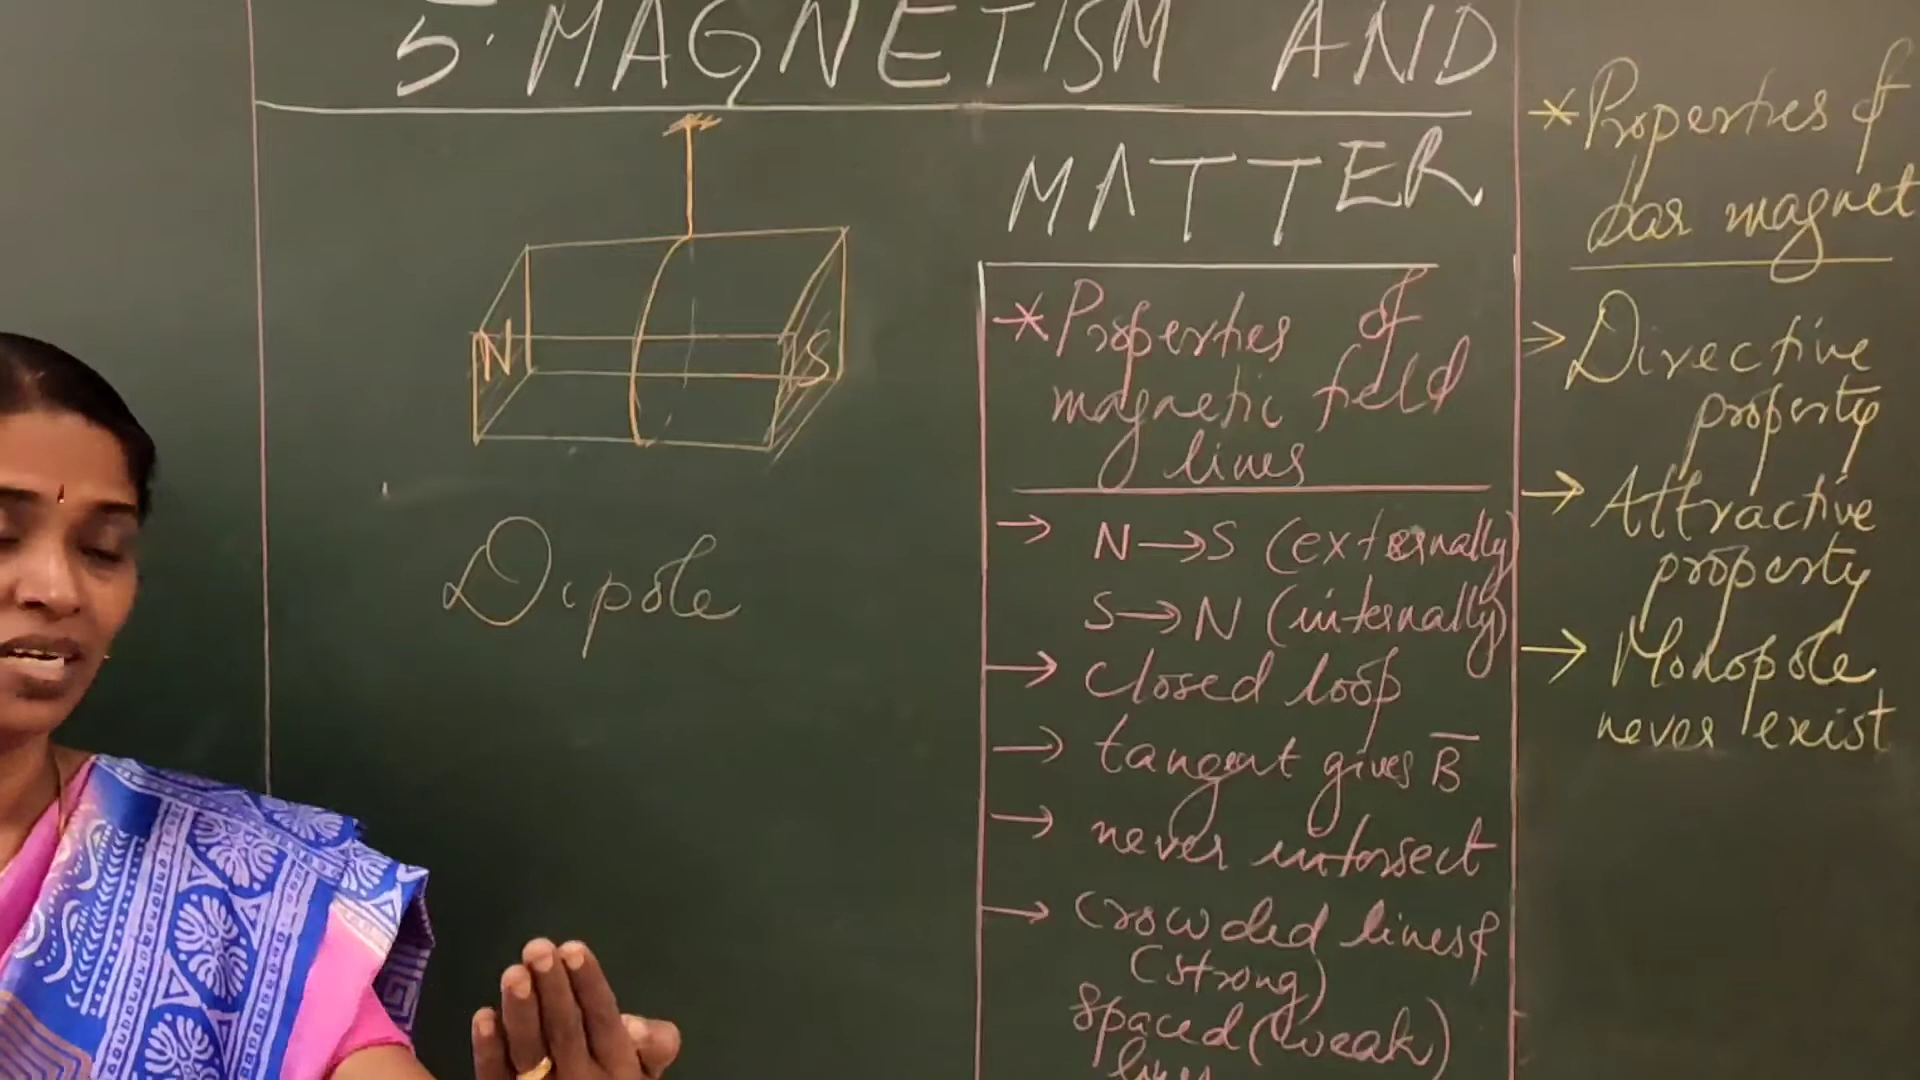 5. MAGNETISM AND
MATTER
N
S
Dipole
* Properties of
magnetic field
lines
→ N → S (externally)
S → N (internally)
→ closed loop
→ tangent gives B̅
→ never intersect
→ Crowded lines &
(strong)
spaced (weak)
lines
* Properties of
bar magnet
→ Directive
property
→ Attractive
property
→ Monopole
never exist